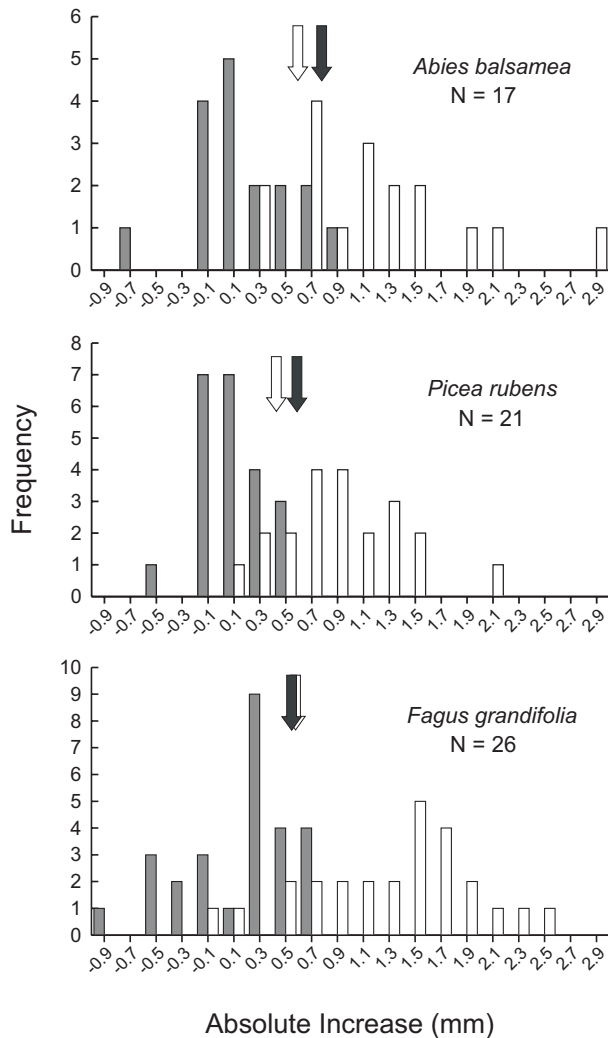 6
5
4
3
2
1
0
Abies balsamea
N = 17
-0.9 -0.7 -0.5 -0.3 -0.1 0.1 0.3 0.5 0.7 0.9 1.1 1.3 1.5 1.7 1.9 2.1 2.3 2.5 2.7 2.9
8
7
6
5
4
3
2
1
0
Picea rubens
N = 21
-0.9 -0.7 -0.5 -0.3 -0.1 0.1 0.3 0.5 0.7 0.9 1.1 1.3 1.5 1.7 1.9 2.1 2.3 2.5 2.7 2.9
Frequency
10
9
8
7
6
5
4
3
2
1
0
Fagus grandifolia
N = 26
-0.9 -0.7 -0.5 -0.3 -0.1 0.1 0.3 0.5 0.7 0.9 1.1 1.3 1.5 1.7 1.9 2.1 2.3 2.5 2.7 2.9
Absolute Increase (mm)